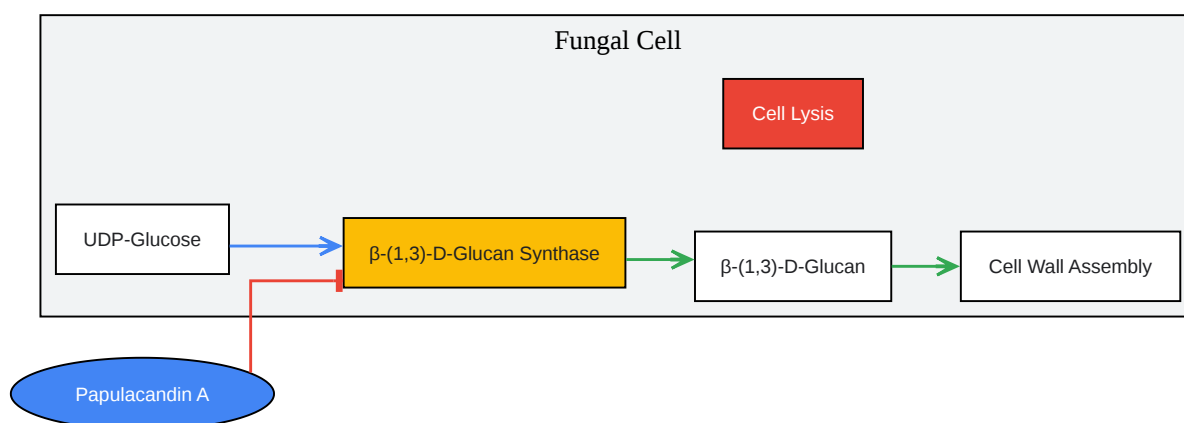 Fungal Cell
Cell Lysis
UDP-Glucose
β-(1,3)-D-Glucan Synthase
β-(1,3)-D-Glucan
Cell Wall Assembly
Papulacandin A